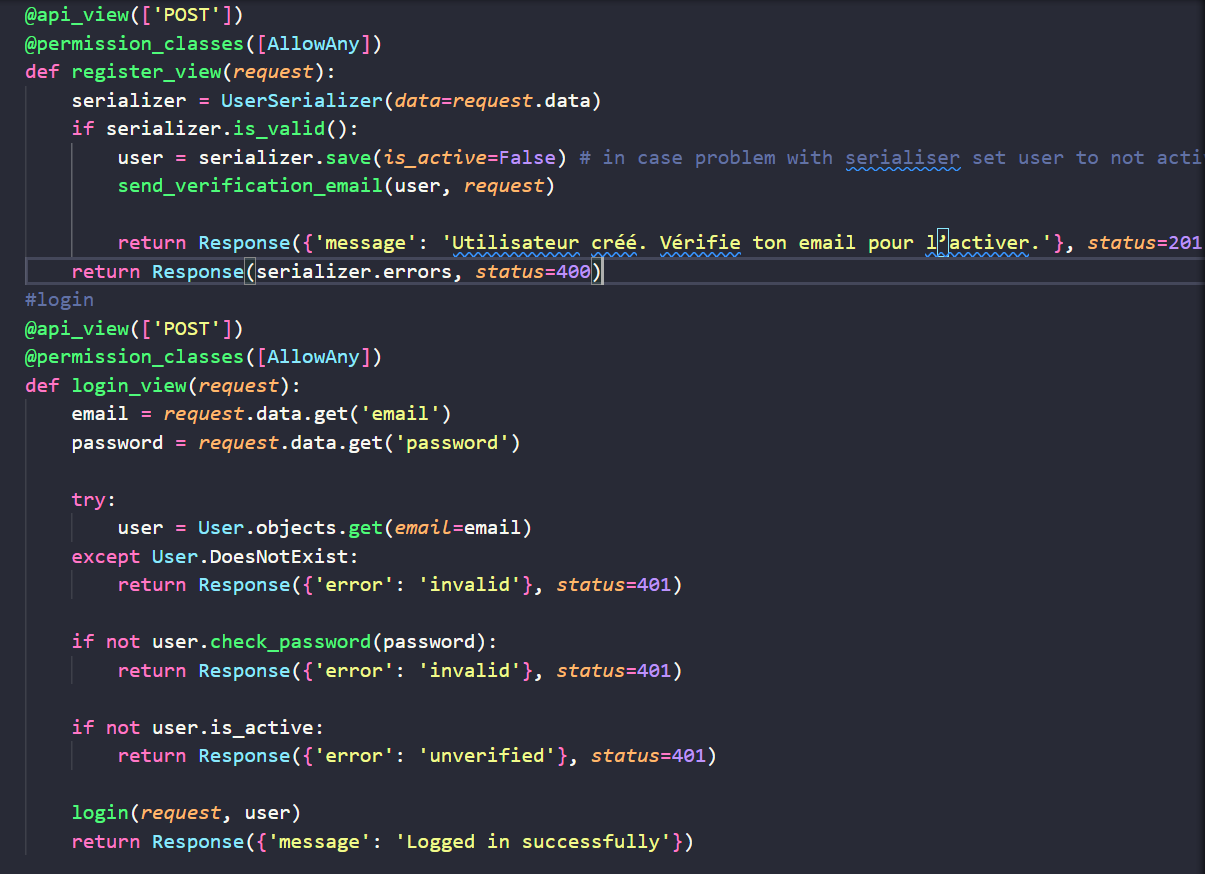 @api_view(['POST'])
@permission_classes([AllowAny])
def register_view(request):
    serializer = UserSerializer(data=request.data)
    if serializer.is_valid():
        user = serializer.save(is_active=False) # in case problem with serialiser set user to not acti
        send_verification_email(user, request)
        return Response({'message': 'Utilisateur créé. Vérifie ton email pour l’activer.'}, status=201
    return Response(serializer.errors, status=400)
#login
@api_view(['POST'])
@permission_classes([AllowAny])
def login_view(request):
    email = request.data.get('email')
    password = request.data.get('password')
    try:
        user = User.objects.get(email=email)
    except User.DoesNotExist:
        return Response({'error': 'invalid'}, status=401)
    if not user.check_password(password):
        return Response({'error': 'invalid'}, status=401)
    if not user.is_active:
        return Response({'error': 'unverified'}, status=401)
    login(request, user)
    return Response({'message': 'Logged in successfully'})